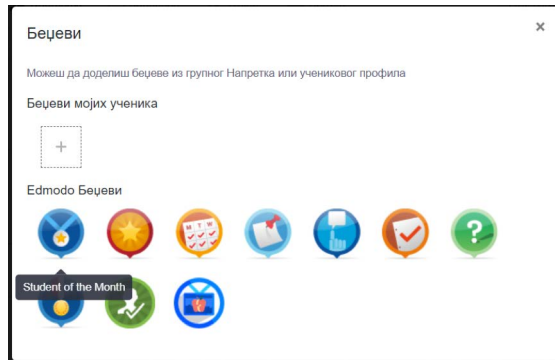 Беџеви
×
Можеш да доделиш беџеве из групног Напретка или учениковог профила
Беџеви мојих ученика
+
Edmodo Беџеви
M T W
?
Student of the Month